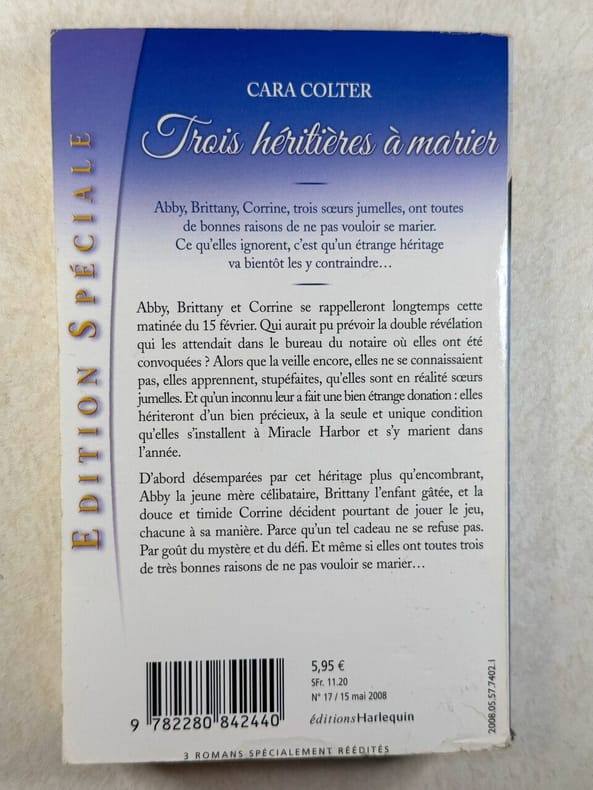 CARA COLTER
Trois héritières à marier
EDITION SPÉCIALE
Abby, Brittany, Corrine, trois sœurs jumelles, ont toutes
de bonnes raisons de ne pas vouloir se marier.
Ce qu'elles ignorent, c'est qu'un étrange héritage
va bientôt les y contraindre…
Abby, Brittany et Corrine se rappelleront longtemps cette
matinée du 15 février. Qui aurait pu prévoir la double révélation
qui les attendait dans le bureau du notaire où elles ont été
convoquées ? Alors que la veille encore, elles ne se connaissaient
pas, elles apprennent, stupéfaites, qu'elles sont en réalité sœurs
jumelles. Et qu'un inconnu leur a fait une bien étrange donation : elles
hériteront d'un bien précieux, à la seule et unique condition
qu'elles s'installent à Miracle Harbor et s'y marient dans
l'année.
D'abord désemparées par cet héritage plus qu'encombrant,
Abby la jeune mère célibataire, Brittany l'enfant gâtée, et la
douce et timide Corrine décident pourtant de jouer le jeu,
chacune à sa manière. Parce qu'un tel cadeau ne se refuse pas.
Par goût du mystère et du défi. Et même si elles ont toutes trois
de très bonnes raisons de ne pas vouloir se marier…
5,95 €
SFr. 11.20
N° 17 / 15 mai 2008
éditionsHarlequin
9 782280 842440
2008.05.57.7402.1
3 ROMANS SPÉCIALEMENT RÉÉDITÉS